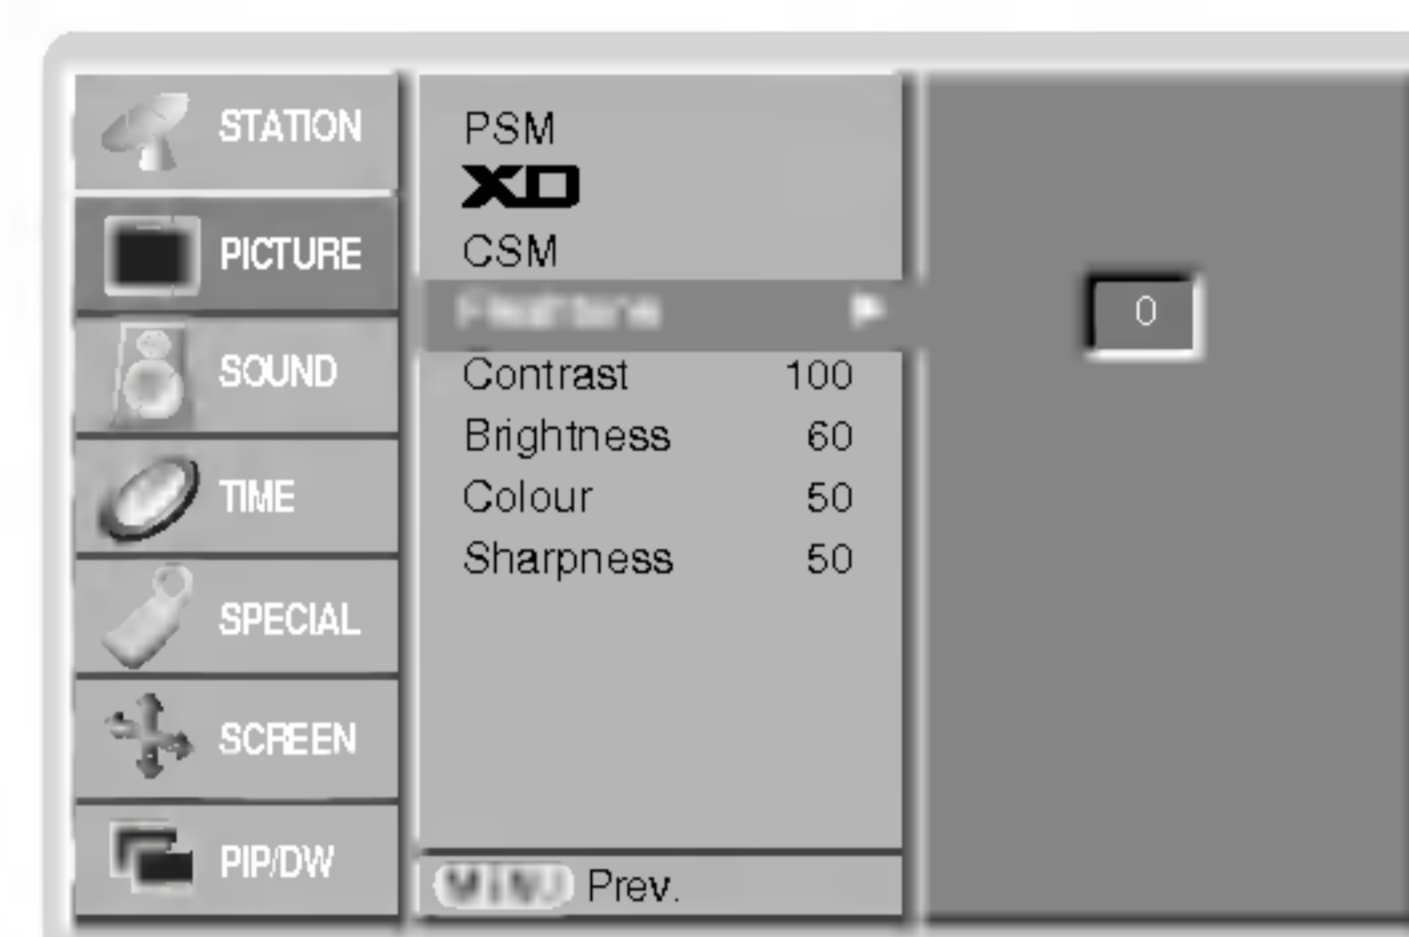 STATION
PICTURE
SOUND
TIME
SPECIAL
SCREEN
PIP/DW
PSM
XD
CSM
Contrast 100
Brightness 60
Colour 50
Sharpness 50
Prev.
0